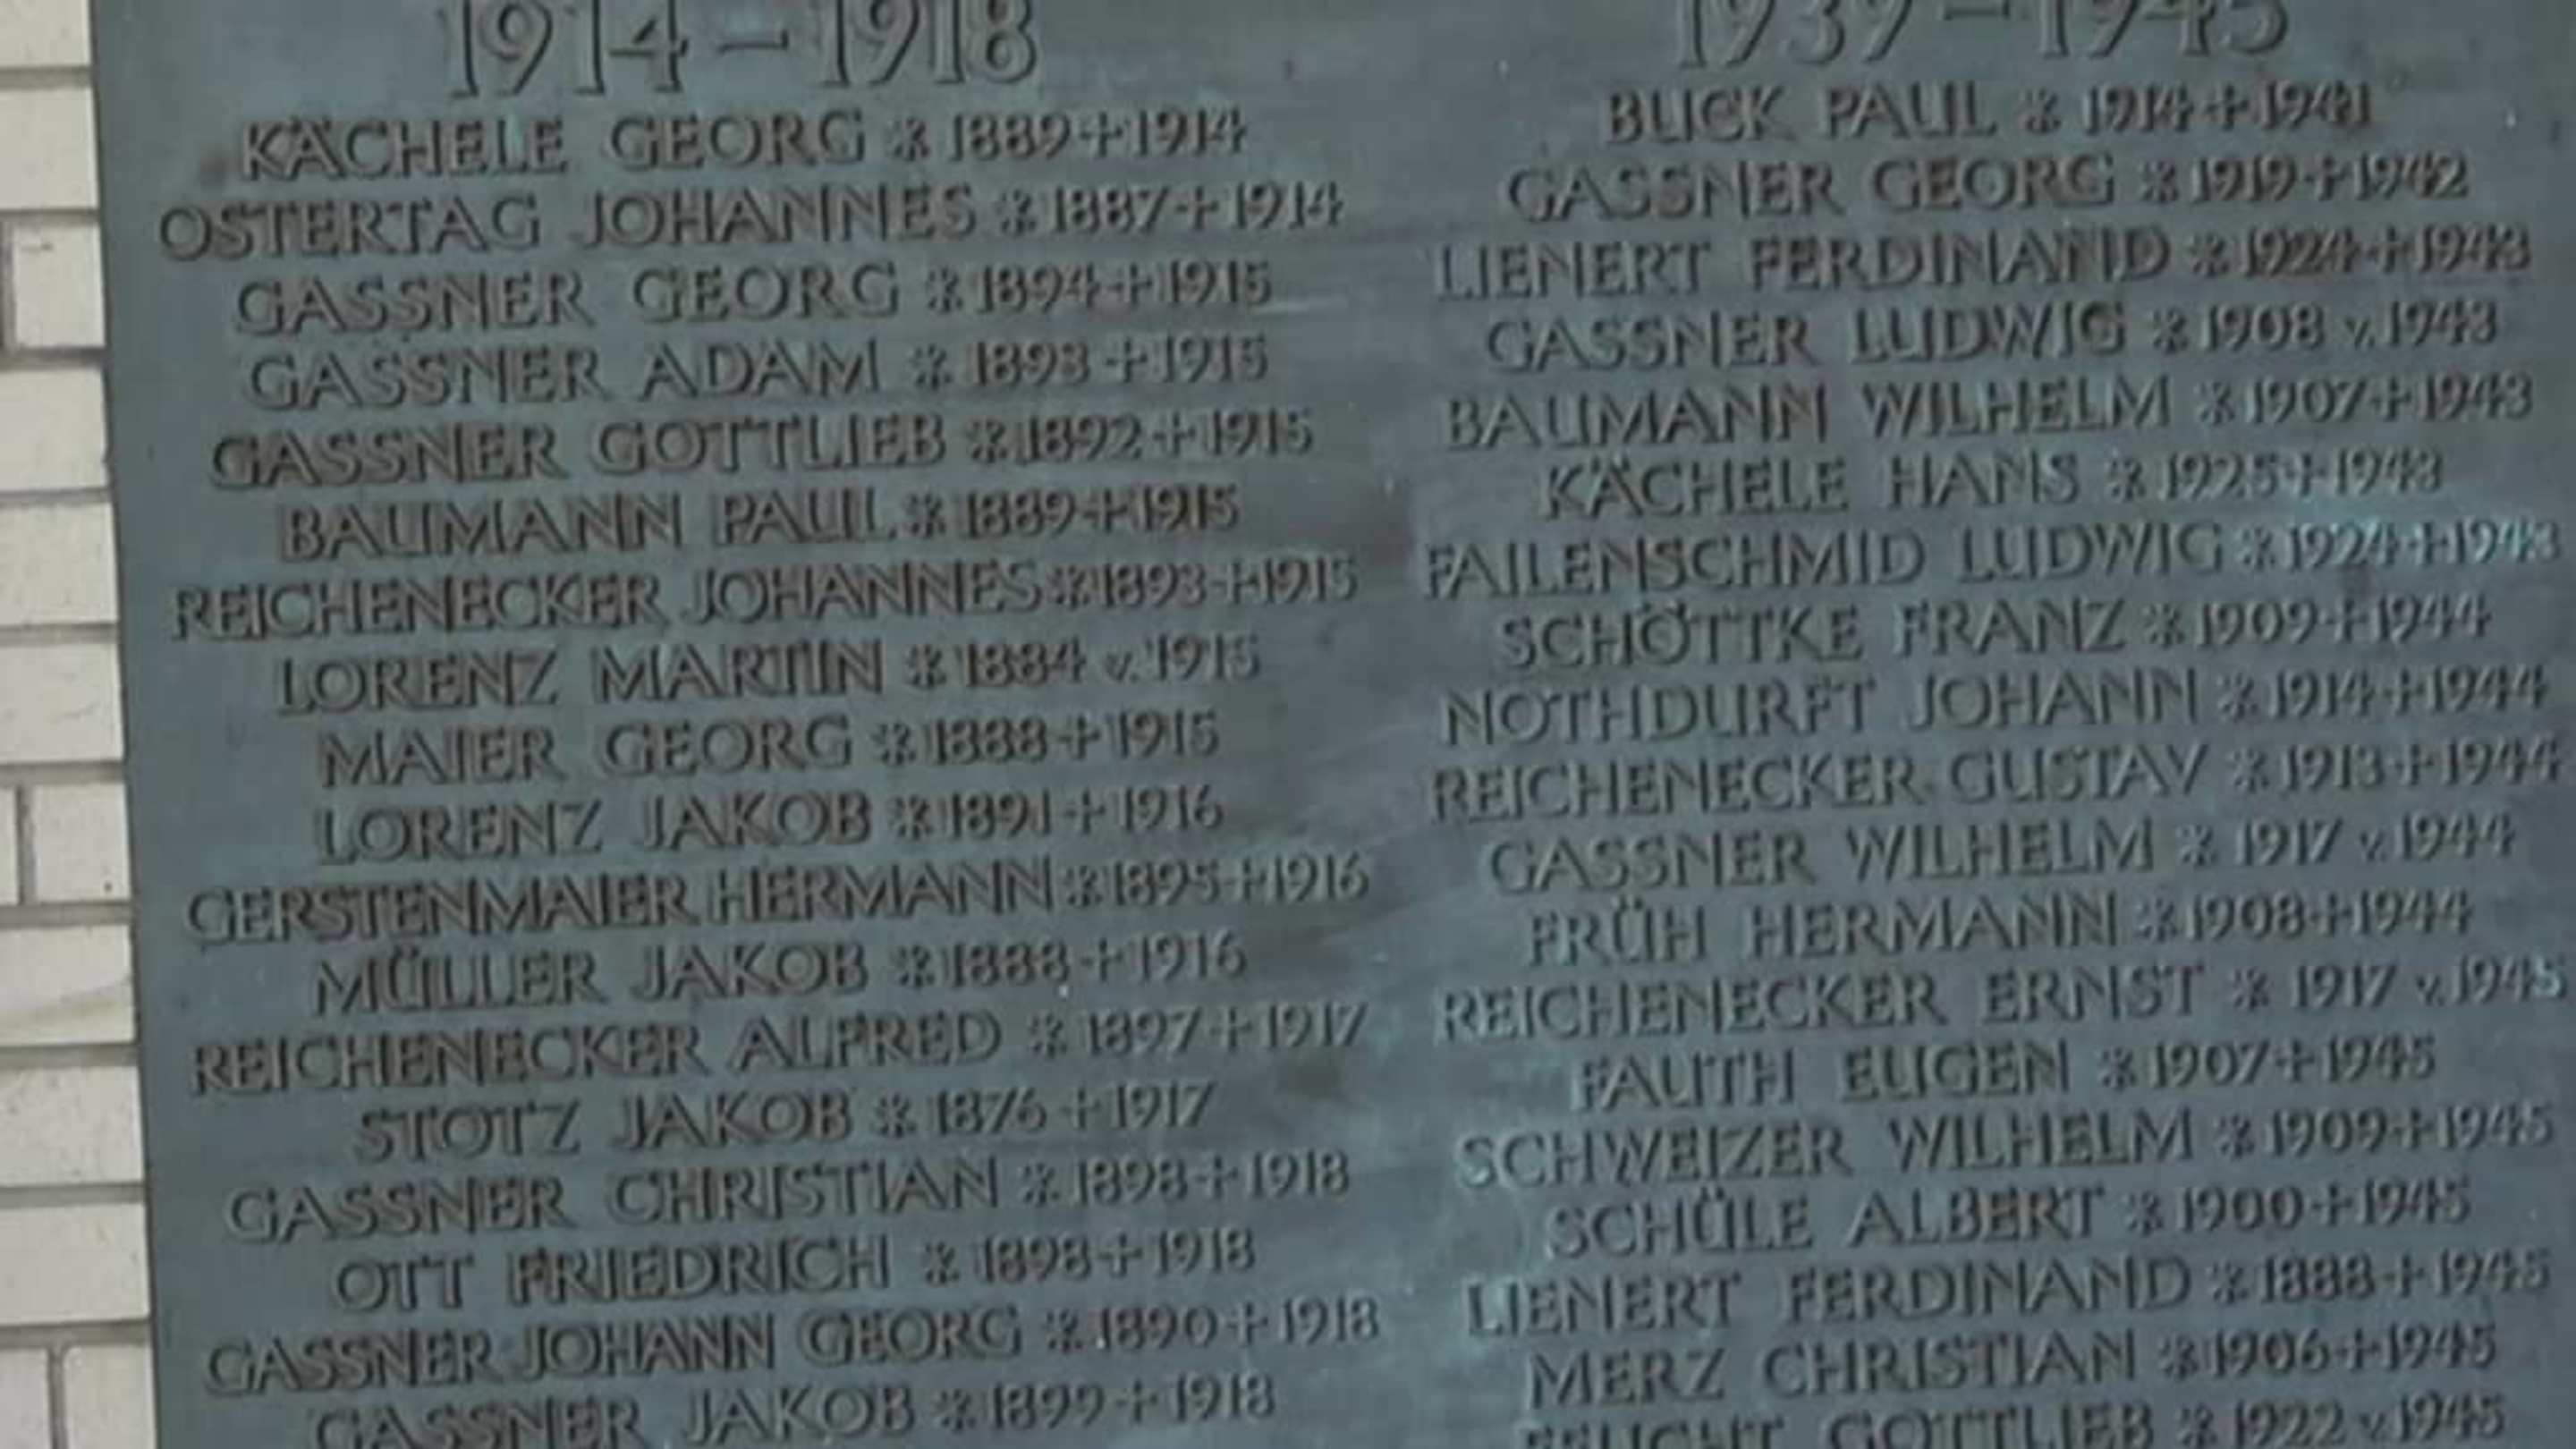 1914 – 1918
KÄCHELE GEORG * 1889 + 1914
OSTERTAG JOHANNES * 1887 + 1914
GASSNER GEORG * 1894 + 1915
GASSNER ADAM * 1893 + 1915
GASSNER GOTTLIEB * 1892 + 1915
BAUMANN PAUL * 1889 + 1915
REICHENECKER JOHANNES * 1893 + 1915
LORENZ MARTIN * 1884 v. 1915
MAIER GEORG * 1888 + 1915
LORENZ JAKOB * 1891 + 1916
GERSTENMAIER HERMANN * 1895 + 1916
MÜLLER JAKOB * 1888 + 1916
REICHENECKER ALFRED * 1897 + 1917
STOTZ JAKOB * 1876 + 1917
GASSNER CHRISTIAN * 1898 + 1918
OTT FRIEDRICH * 1898 + 1918
GASSNER JOHANN GEORG * 1890 + 1918
GASSNER JAKOB * 1899 + 1918
1939 – 1945
BUCK PAUL * 1914 + 1941
GASSNER GEORG * 1919 + 1942
LIENERT FERDINAND * 1924 + 1943
GASSNER LUDWIG * 1908 v. 1943
BAUMANN WILHELM * 1907 + 1943
KÄCHELE HANS * 1925 + 1943
FAILENSCHMID LUDWIG * 1924 + 1943
SCHÖTTKE FRANZ * 1909 + 1944
NOTHDURFT JOHANN * 1914 + 1944
REICHENECKER GUSTAV * 1913 + 1944
GASSNER WILHELM * 1917 v. 1944
FRÜH HERMANN * 1908 + 1944
REICHENECKER ERNST * 1917 v. 1945
FAUTH EUGEN * 1907 + 1945
SCHWEIZER WILHELM * 1909 + 1945
SCHÜLE ALBERT * 1900 + 1945
LIENERT FERDINAND * 1888 + 1945
MERZ CHRISTIAN * 1906 + 1945
FEUCHT GOTTLIEB * 1922 v. 1945